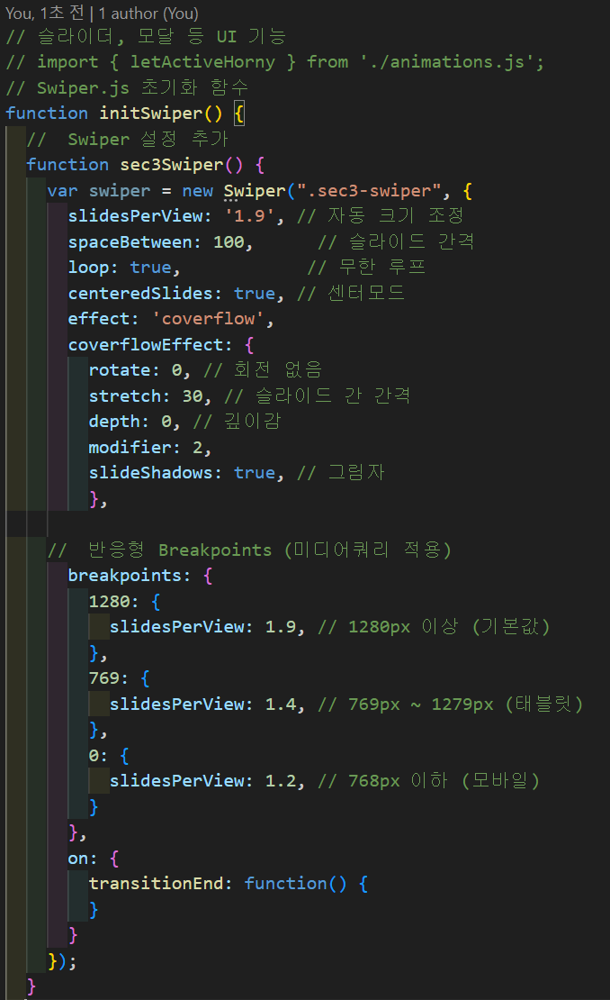 You, 1초 전 | 1 author (You)
// 슬라이더, 모달 등 UI 기능
// import { letActiveHorny } from './animations.js';
// Swiper.js 초기화 함수
function initSwiper() {
//  Swiper 설정 추가
function sec3Swiper() {
var swiper = new Swiper(".sec3-swiper", {
slidesPerView: '1.9', // 자동 크기 조정
spaceBetween: 100,      // 슬라이드 간격
loop: true,            // 무한 루프
centeredSlides: true, // 센터모드
effect: 'coverflow',
coverflowEffect: {
rotate: 0, // 회전 없음
stretch: 30, // 슬라이드 간 간격
depth: 0, // 깊이감
modifier: 2,
slideShadows: true, // 그림자
},
//  반응형 Breakpoints (미디어쿼리 적용)
breakpoints: {
1280: {
slidesPerView: 1.9, // 1280px 이상 (기본값)
},
769: {
slidesPerView: 1.4, // 769px ~ 1279px (태블릿)
},
0: {
slidesPerView: 1.2, // 768px 이하 (모바일)
}
},
on: {
transitionEnd: function() {
}
}
});
}